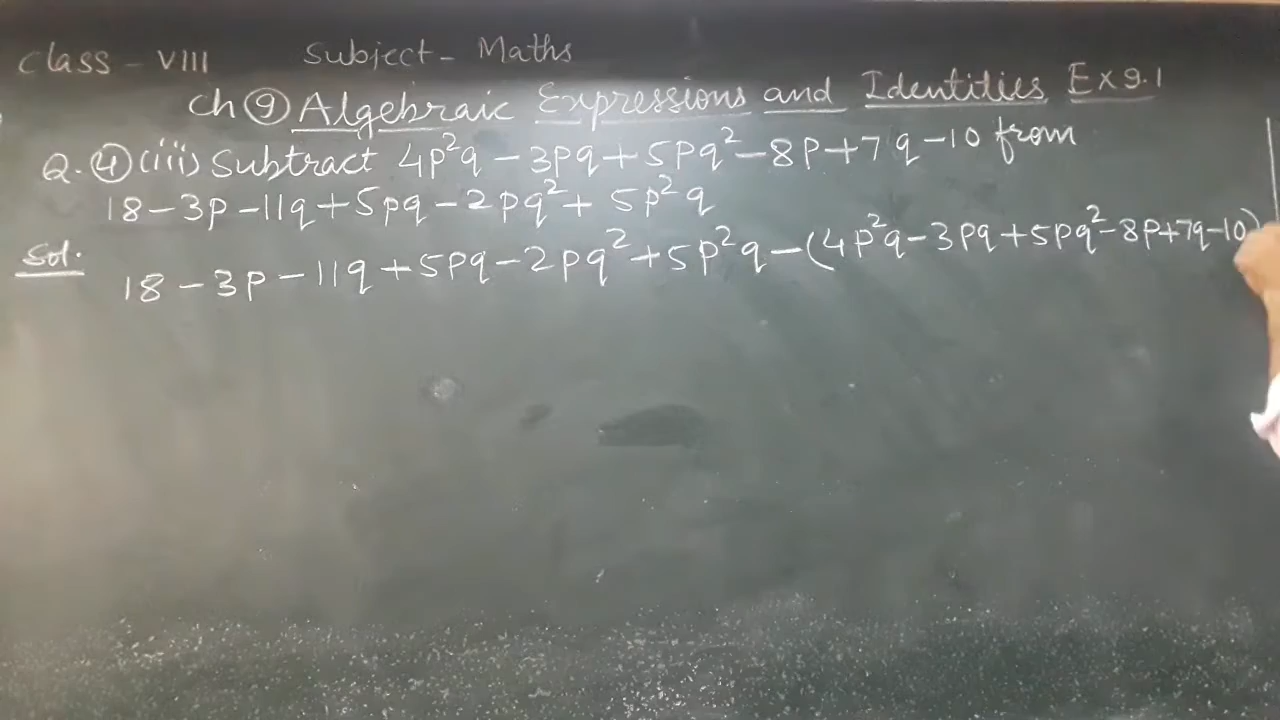 Class - VIII Subject - Maths
Ch ⑨ Algebraic Expressions and Identities Ex 9.1
Q. ④ (iii) Subtract 4p²q - 3pq + 5pq² - 8p + 7q - 10 from
18 - 3p - 11q + 5pq - 2pq² + 5p²q
Sol. 18 - 3p - 11q + 5pq - 2pq² + 5p²q - (4p²q - 3pq + 5pq² - 8p + 7q - 10)